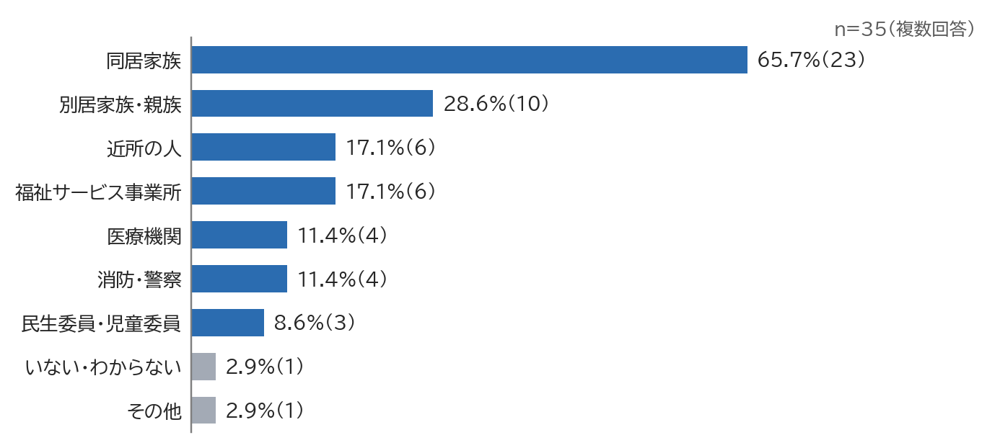 n=35(複数回答)
同居家族 65.7%(23)
別居家族・親族 28.6%(10)
近所の人 17.1%(6)
福祉サービス事業所 17.1%(6)
医療機関 11.4%(4)
消防・警察 11.4%(4)
民生委員・児童委員 8.6%(3)
いない・わからない 2.9%(1)
その他 2.9%(1)